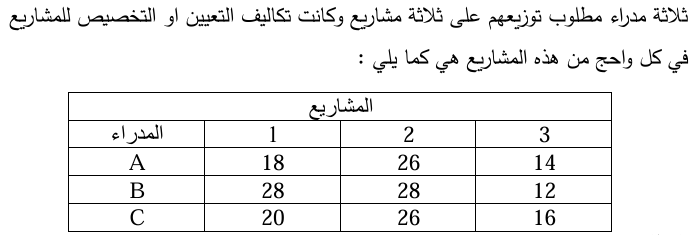 ثلاثة مدراء مطلوب توزيعهم على ثلاثة مشاريع وكانت تكاليف التعيين او التخصيص للمشاريع
في كل واحج من هذه المشاريع هي كما يلي :
المشاريع
المدراء 1 2 3
A 18 26 14
B 28 28 12
C 20 26 16